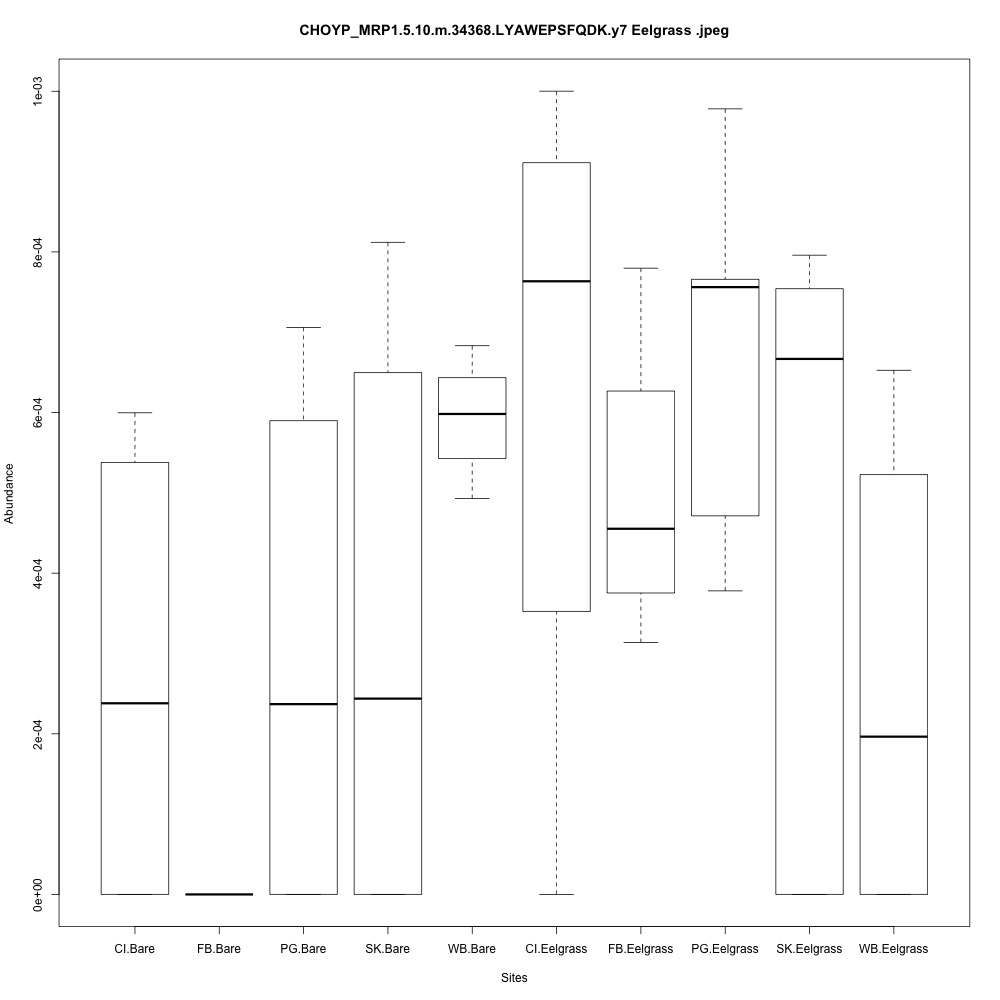 CHOYP_MRP1.5.10.m.34368.LYAWEPSFQDK.y7 Eelgrass .jpeg
1e-03
8e-04
6e-04
4e-04
2e-04
0e+00
Abundance
CI.Bare FB.Bare PG.Bare SK.Bare WB.Bare CI.Eelgrass FB.Eelgrass PG.Eelgrass SK.Eelgrass WB.Eelgrass
Sites